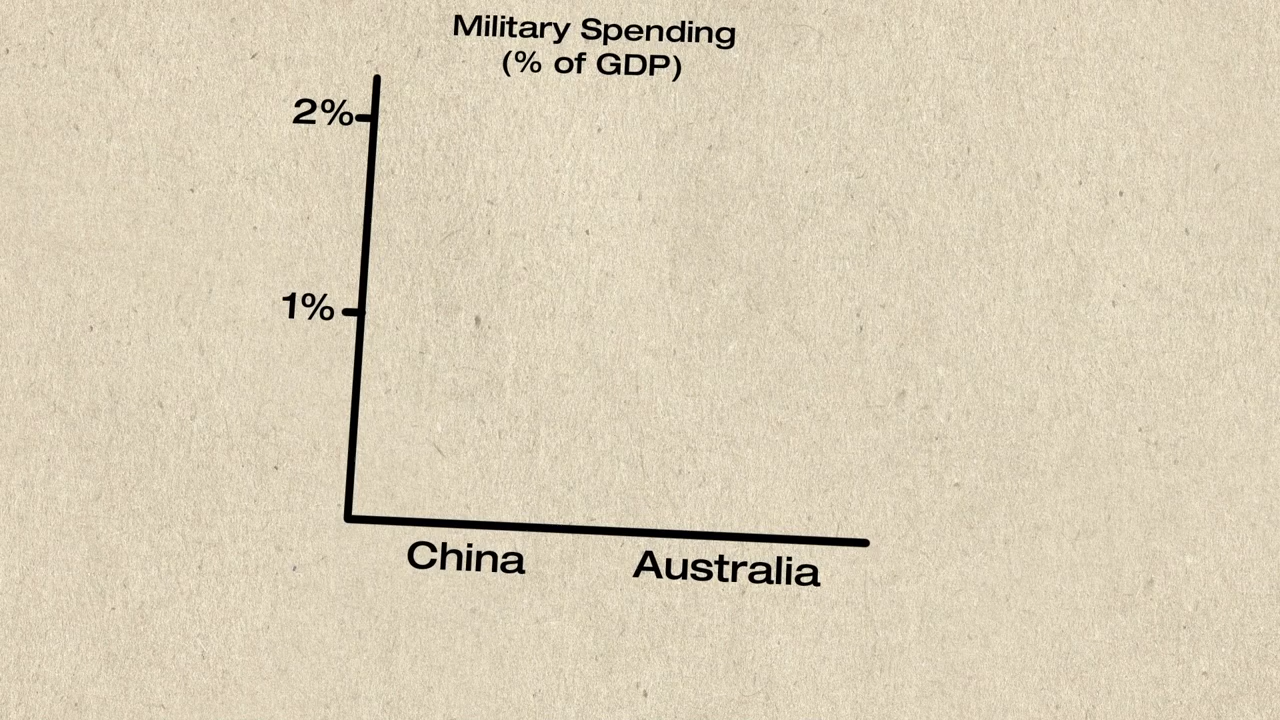 Military Spending
(% of GDP)
2%
1%
China
Australia